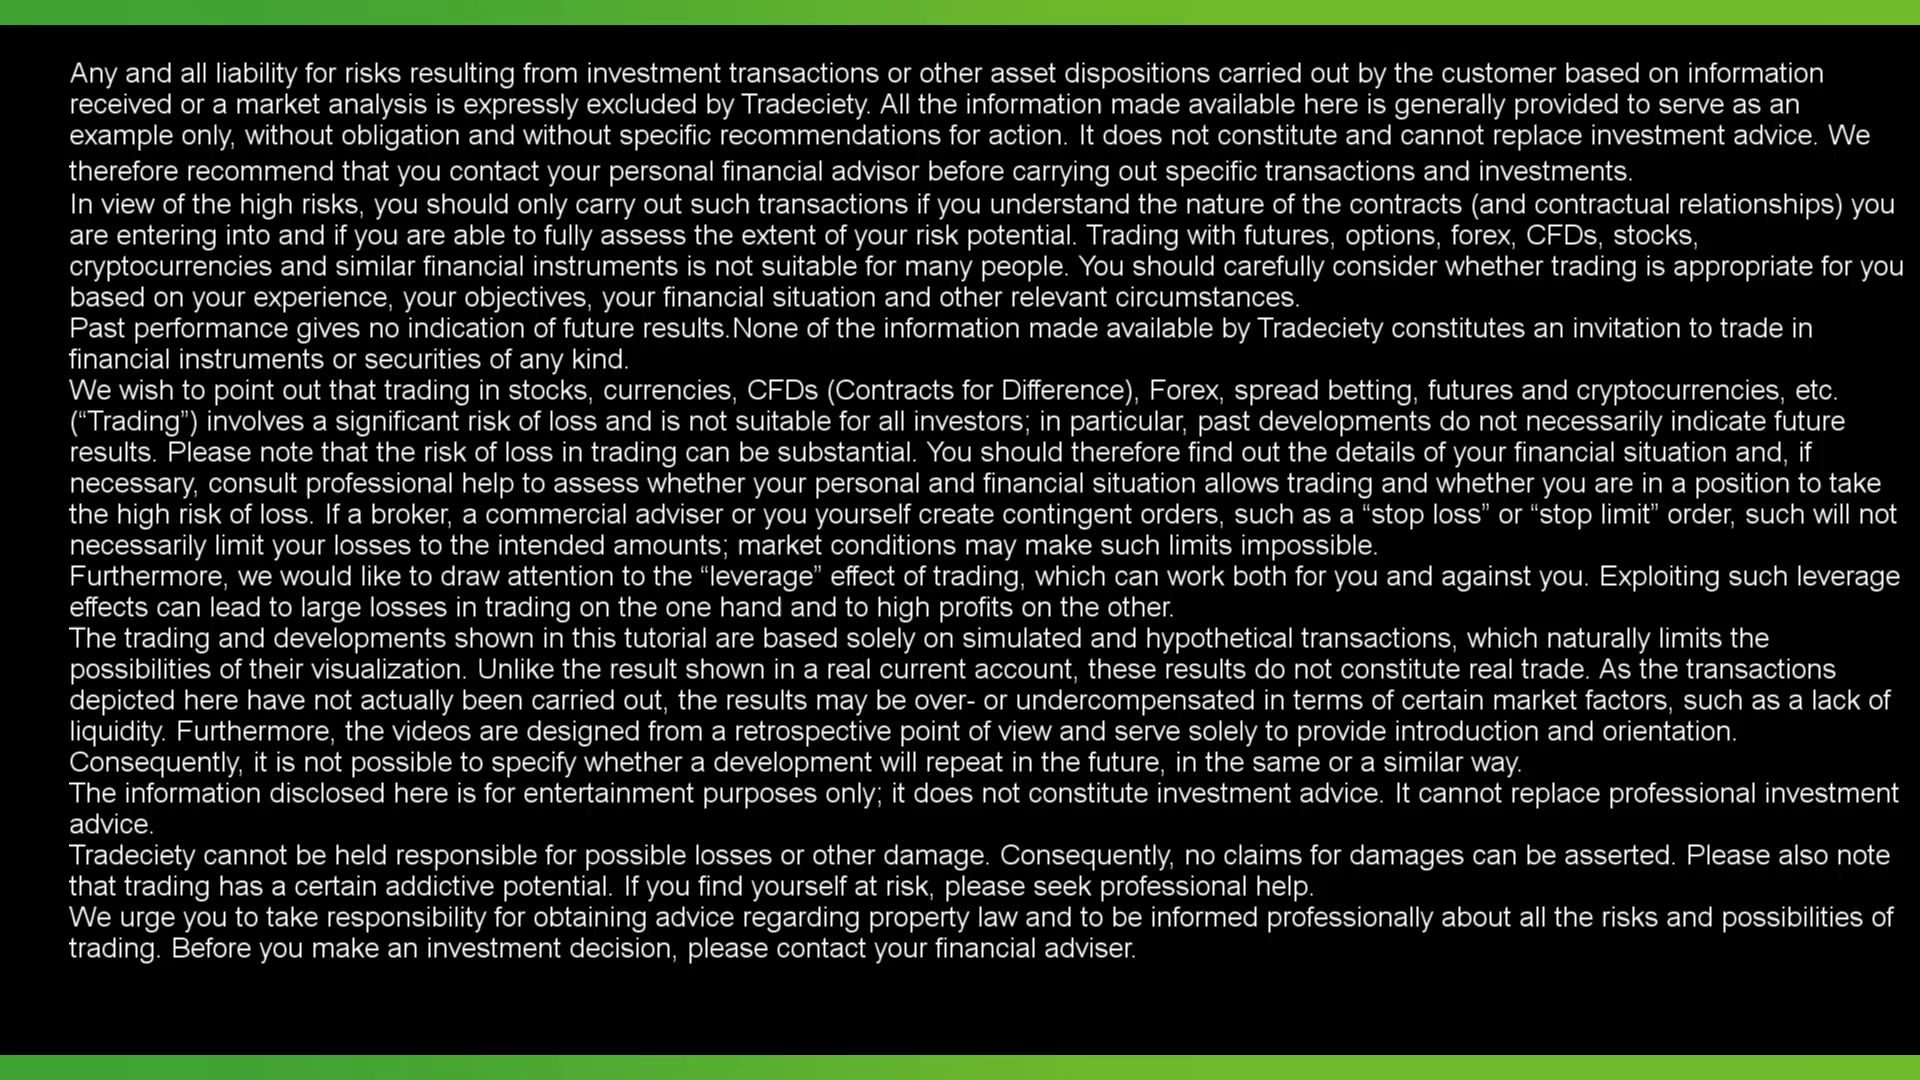 Any and all liability for risks resulting from investment transactions or other asset dispositions carried out by the customer based on information
received or a market analysis is expressly excluded by Tradeciety. All the information made available here is generally provided to serve as an
example only, without obligation and without specific recommendations for action. It does not constitute and cannot replace investment advice. We
therefore recommend that you contact your personal financial advisor before carrying out specific transactions and investments.
In view of the high risks, you should only carry out such transactions if you understand the nature of the contracts (and contractual relationships) you
are entering into and if you are able to fully assess the extent of your risk potential. Trading with futures, options, forex, CFDs, stocks,
cryptocurrencies and similar financial instruments is not suitable for many people. You should carefully consider whether trading is appropriate for you
based on your experience, your objectives, your financial situation and other relevant circumstances.
Past performance gives no indication of future results.None of the information made available by Tradeciety constitutes an invitation to trade in
financial instruments or securities of any kind.
We wish to point out that trading in stocks, currencies, CFDs (Contracts for Difference), Forex, spread betting, futures and cryptocurrencies, etc.
(“Trading”) involves a significant risk of loss and is not suitable for all investors; in particular, past developments do not necessarily indicate future
results. Please note that the risk of loss in trading can be substantial. You should therefore find out the details of your financial situation and, if
necessary, consult professional help to assess whether your personal and financial situation allows trading and whether you are in a position to take
the high risk of loss. If a broker, a commercial adviser or you yourself create contingent orders, such as a “stop loss” or “stop limit” order, such will not
necessarily limit your losses to the intended amounts; market conditions may make such limits impossible.
Furthermore, we would like to draw attention to the “leverage” effect of trading, which can work both for you and against you. Exploiting such leverage
effects can lead to large losses in trading on the one hand and to high profits on the other.
The trading and developments shown in this tutorial are based solely on simulated and hypothetical transactions, which naturally limits the
possibilities of their visualization. Unlike the result shown in a real current account, these results do not constitute real trade. As the transactions
depicted here have not actually been carried out, the results may be over- or undercompensated in terms of certain market factors, such as a lack of
liquidity. Furthermore, the videos are designed from a retrospective point of view and serve solely to provide introduction and orientation.
Consequently, it is not possible to specify whether a development will repeat in the future, in the same or a similar way.
The information disclosed here is for entertainment purposes only; it does not constitute investment advice. It cannot replace professional investment
advice.
Tradeciety cannot be held responsible for possible losses or other damage. Consequently, no claims for damages can be asserted. Please also note
that trading has a certain addictive potential. If you find yourself at risk, please seek professional help.
We urge you to take responsibility for obtaining advice regarding property law and to be informed professionally about all the risks and possibilities of
trading. Before you make an investment decision, please contact your financial adviser.